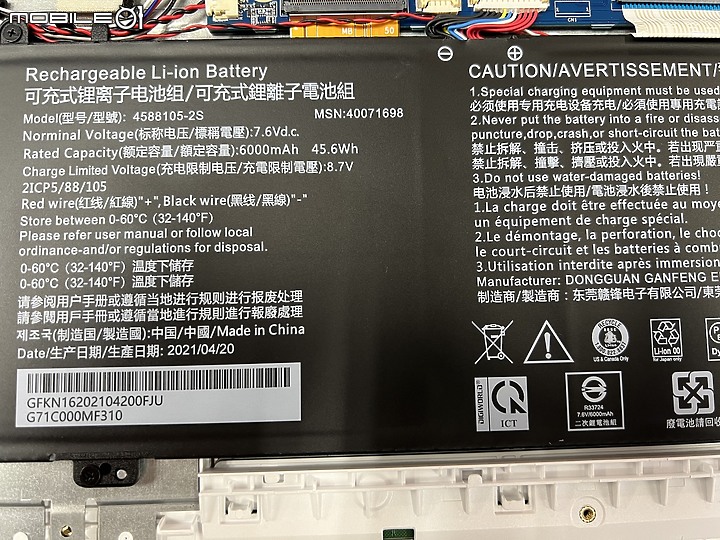 MOBILE01
MB 50
CN1
Rechargeable Li-ion Battery
可充式锂离子电池组/可充式鋰離子電池組
Model(型号/型號): 4588105-2S MSN:40071698
Norminal Voltage(标称电压/標稱電壓):7.6Vd.c.
Rated Capacity(额定容量/額定容量):6000mAh 45.6Wh
Charge Limited Voltage(充电限制电压/充電限制電壓):8.7V
2ICP5/88/105
Red wire(红线/紅線)"+",Black wire(黑线/黑線)"-"
Store between 0-60°C (32-140°F)
Please refer user manual or follow local
ordinance-and/or regulations for disposal.
0-60°C (32-140°F) 温度下储存
0-60°C (32-140°F) 溫度下儲存
请参阅用户手册或遵循当地进行规则进行报废处理
請參閱用戶手冊或遵循當地進行規則進行報廢處理
제조국(制造国/製造國):中国/中國/Made in China
Date/生产日期/生產日期: 2021/04/20
GFKN16202104200FJU
G71C000MF310
CAUTION/AVERTISSEMENT/
1.Special charging equipment must be used
必须使用专用充电设备充电/必須使用專用充電
2.Never put the battery into a fire or disas
puncture,drop,crash,or short-circuit the bat
禁止拆解、撞击、挤压或投入火中。若出现严重
禁止拆解、撞擊、擠壓或投入火中。若出現嚴
3.Do not use water-damaged batteries!
电池浸水后禁止使用/電池浸水後禁止使用!
1.La charge doit être effectuée au moye
un équipement de charge spécial.
2.Le démontage, la perforation, le cho
le court-circuit et les batteries à comb
3.Utilisation interdite après immersion
Manufacturer: DONGGUAN GANFENG E
制造商/製造商: 东莞赣锋电子有限公司/東莞
RECYCLE
US & Canada Only
Li-ion 00
for Japan only
ICT
R33724
7.6V/6000mAh
二次鋰電池組
廢電池請回收